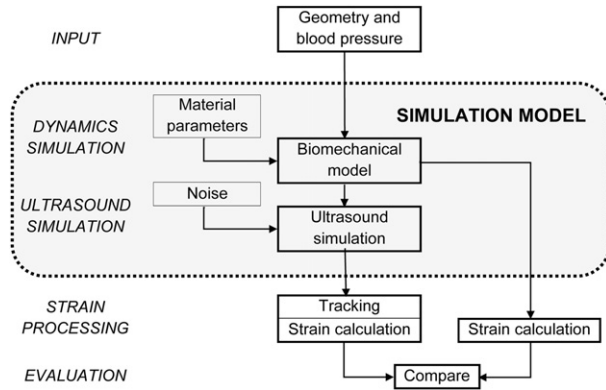 INPUT
Geometry and
blood pressure
SIMULATION MODEL
DYNAMICS
SIMULATION
Material
parameters
Biomechanical
model
ULTRASOUND
SIMULATION
Noise
Ultrasound
simulation
STRAIN
PROCESSING
Tracking
Strain calculation
Strain calculation
EVALUATION
Compare